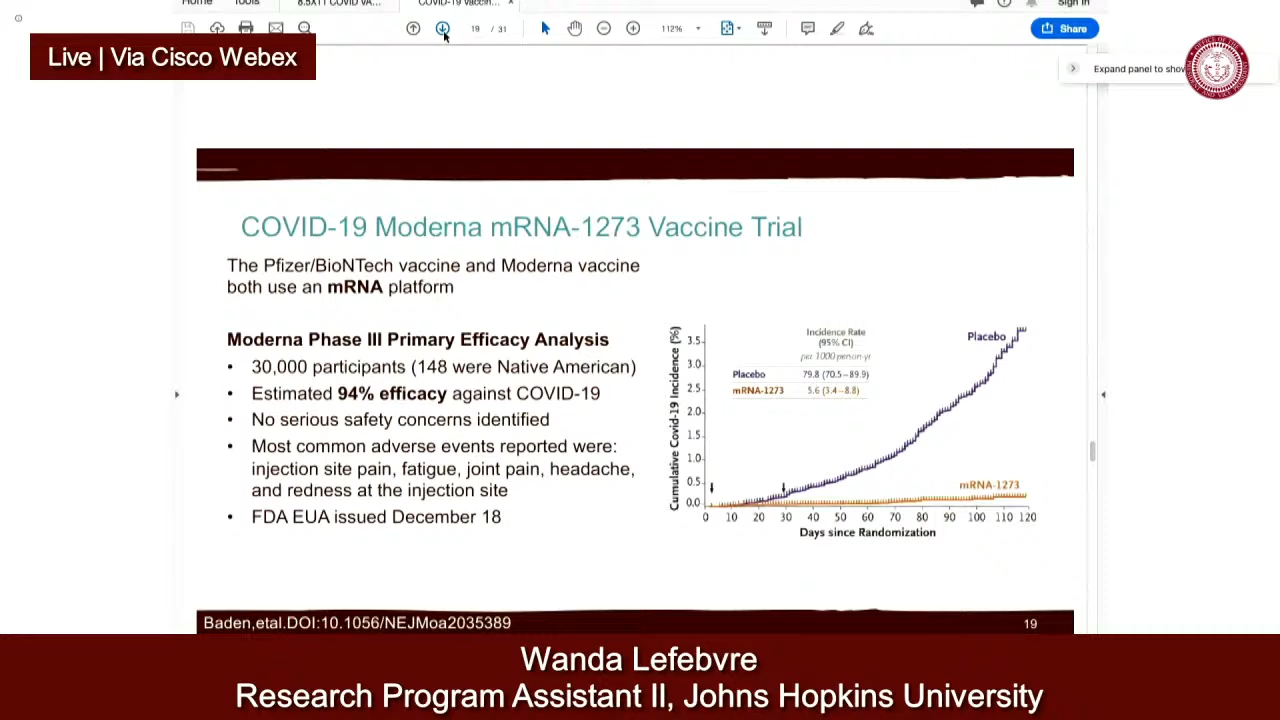 Home Tools 8.5X11 COVID VA... COVID-19 Vaccin... × Sign In
19 / 31 112% Share
Live | Via Cisco Webex
Expand panel to show
COVID-19 Moderna mRNA-1273 Vaccine Trial
The Pfizer/BioNTech vaccine and Moderna vaccine
both use an mRNA platform
Moderna Phase III Primary Efficacy Analysis
• 30,000 participants (148 were Native American)
• Estimated 94% efficacy against COVID-19
• No serious safety concerns identified
• Most common adverse events reported were:
injection site pain, fatigue, joint pain, headache,
and redness at the injection site
• FDA EUA issued December 18
Cumulative Covid-19 Incidence (%)
3.5
3.0
2.5
2.0
1.5
1.0
0.5
0.0
Incidence Rate
(95% CI)
per 1000 person-yr
Placebo 79.8 (70.5–89.9)
mRNA-1273 5.6 (3.4–8.8)
Placebo
mRNA-1273
0 10 20 30 40 50 60 70 80 90 100 110 120
Days since Randomization
Baden,etal.DOI:10.1056/NEJMoa2035389 19
Wanda Lefebvre
Research Program Assistant II, Johns Hopkins University